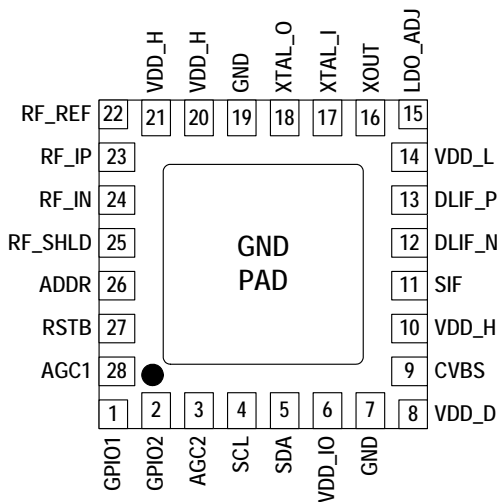 VDD_H
VDD_H
GND
XTAL_O
XTAL_I
XOUT
LDO_ADJ
RF_REF 22 21 20 19 18 17 16 15
RF_IP 23 14 VDD_L
RF_IN 24 13 DLIF_P
RF_SHLD 25 12 DLIF_N
GND
PAD
ADDR 26 11 SIF
RSTB 27 10 VDD_H
AGC1 28 9 CVBS
1 2 3 4 5 6 7 8 VDD_D
GPIO1
GPIO2
AGC2
SCL
SDA
VDD_IO
GND